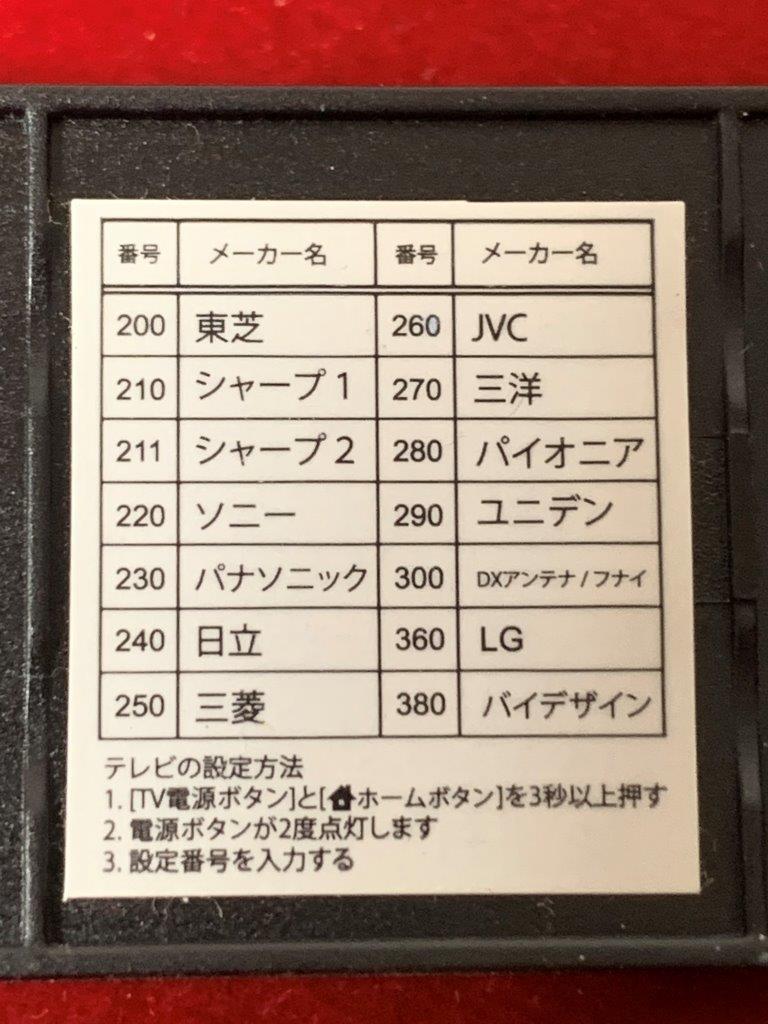 番号 メーカー名 番号 メーカー名
200 東芝 260 JVC
210 シャープ1 270 三洋
211 シャープ2 280 パイオニア
220 ソニー 290 ユニデン
230 パナソニック 300 DXアンテナ/フナイ
240 日立 360 LG
250 三菱 380 バイデザイン
テレビの設定方法
1. [TV電源ボタン]と[ホームボタン]を3秒以上押す
2. 電源ボタンが2度点灯します
3. 設定番号を入力する